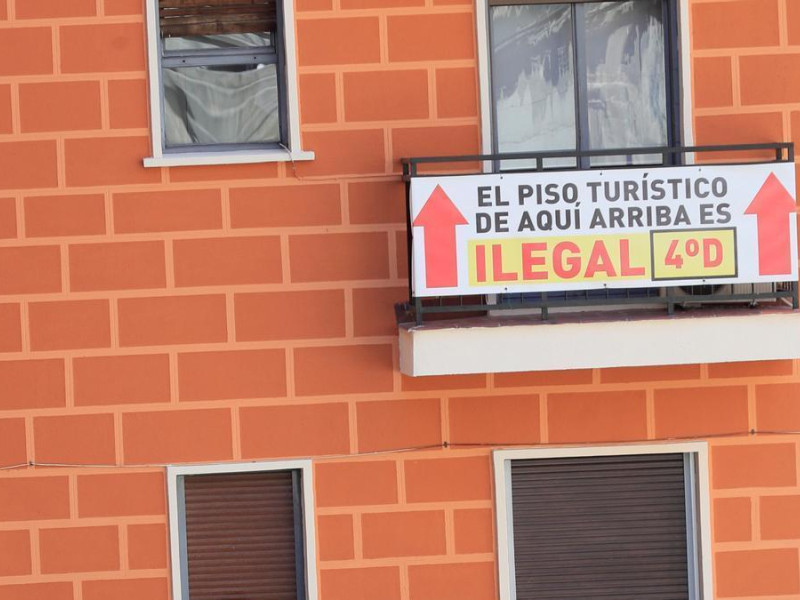 EL PISO TURÍSTICO
DE AQUÍ ARRIBA ES
ILEGAL 4ºD